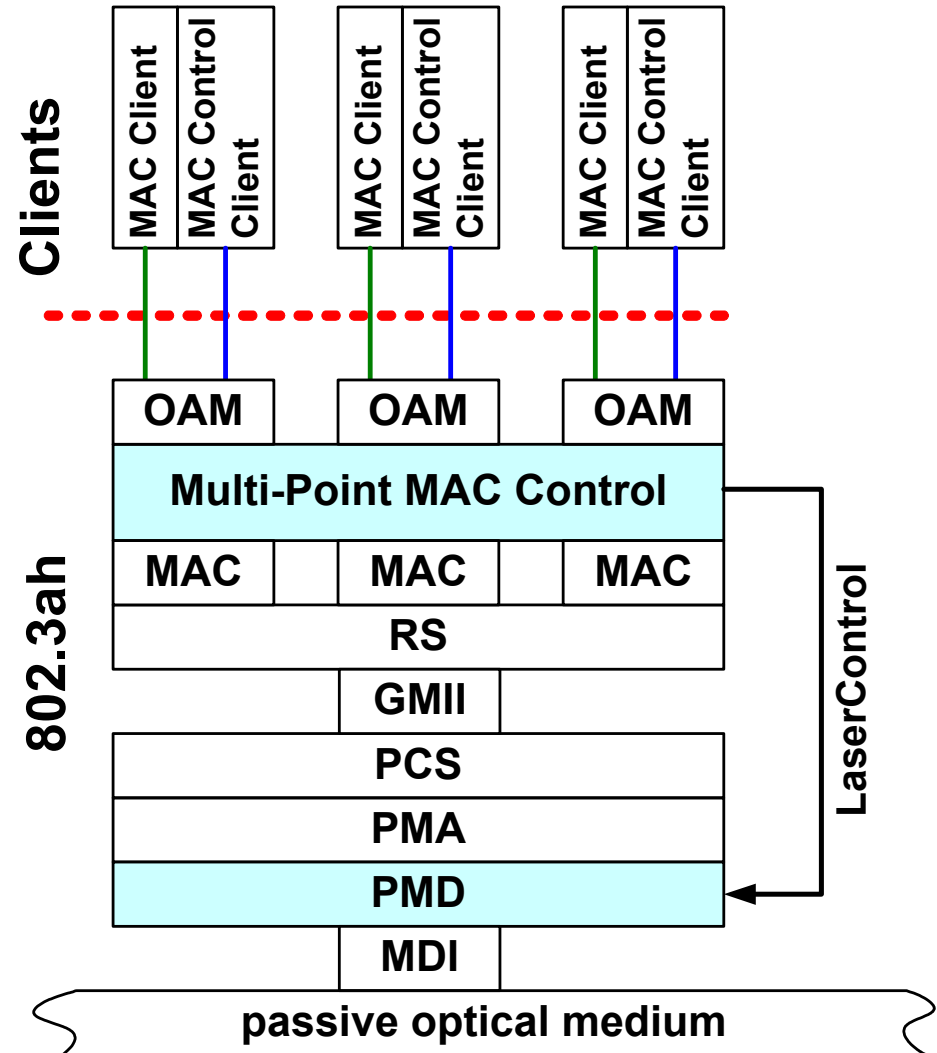 Clients
MAC Client
MAC Control
Client
MAC Client
MAC Control
Client
MAC Client
MAC Control
Client
OAM
OAM
OAM
Multi-Point MAC Control
802.3ah
MAC
MAC
MAC
RS
GMII
LaserControl
PCS
PMA
PMD
MDI
passive optical medium